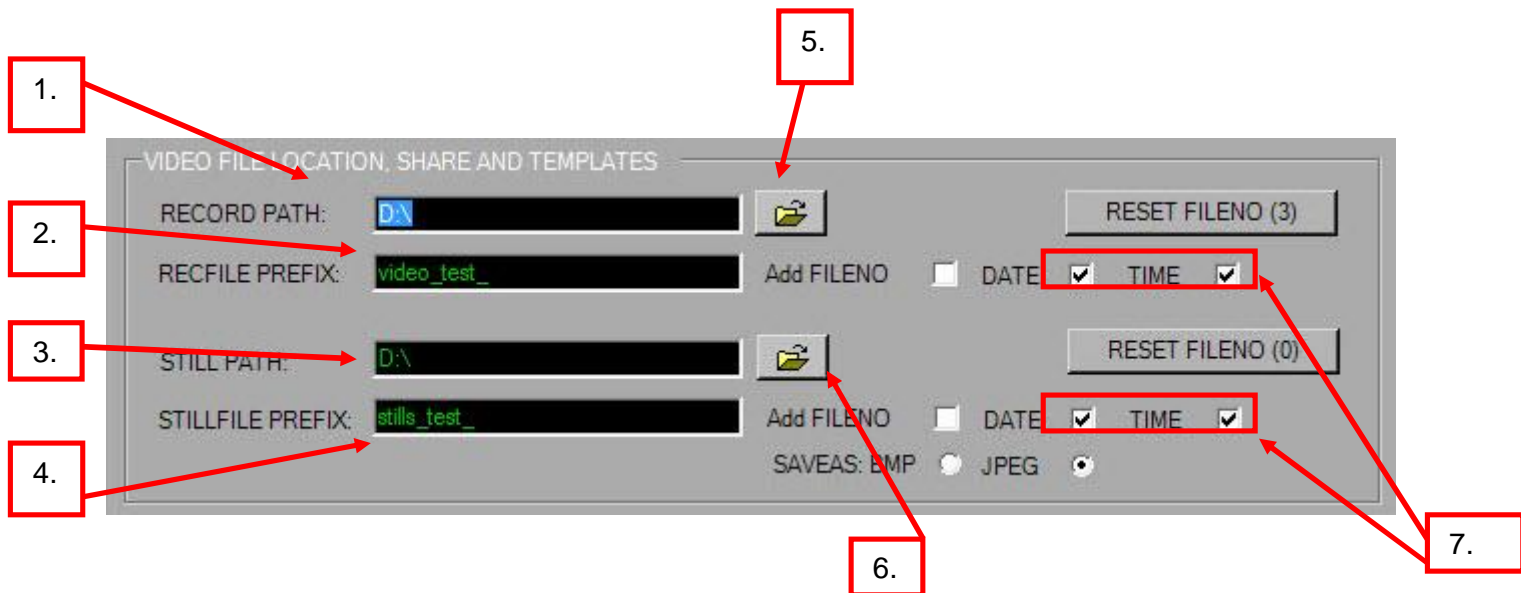 5.
1.
VIDEO FILE LOCATION, SHARE AND TEMPLATES
RECORD PATH: D:\ RESET FILENO (3)
2.
RECFILE PREFIX: video_test_ Add FILENO DATE TIME
3.
STILL PATH: D:\ RESET FILENO (0)
STILLFILE PREFIX: stills_test_ Add FILENO DATE TIME
4.
SAVEAS: BMP JPEG
7.
6.